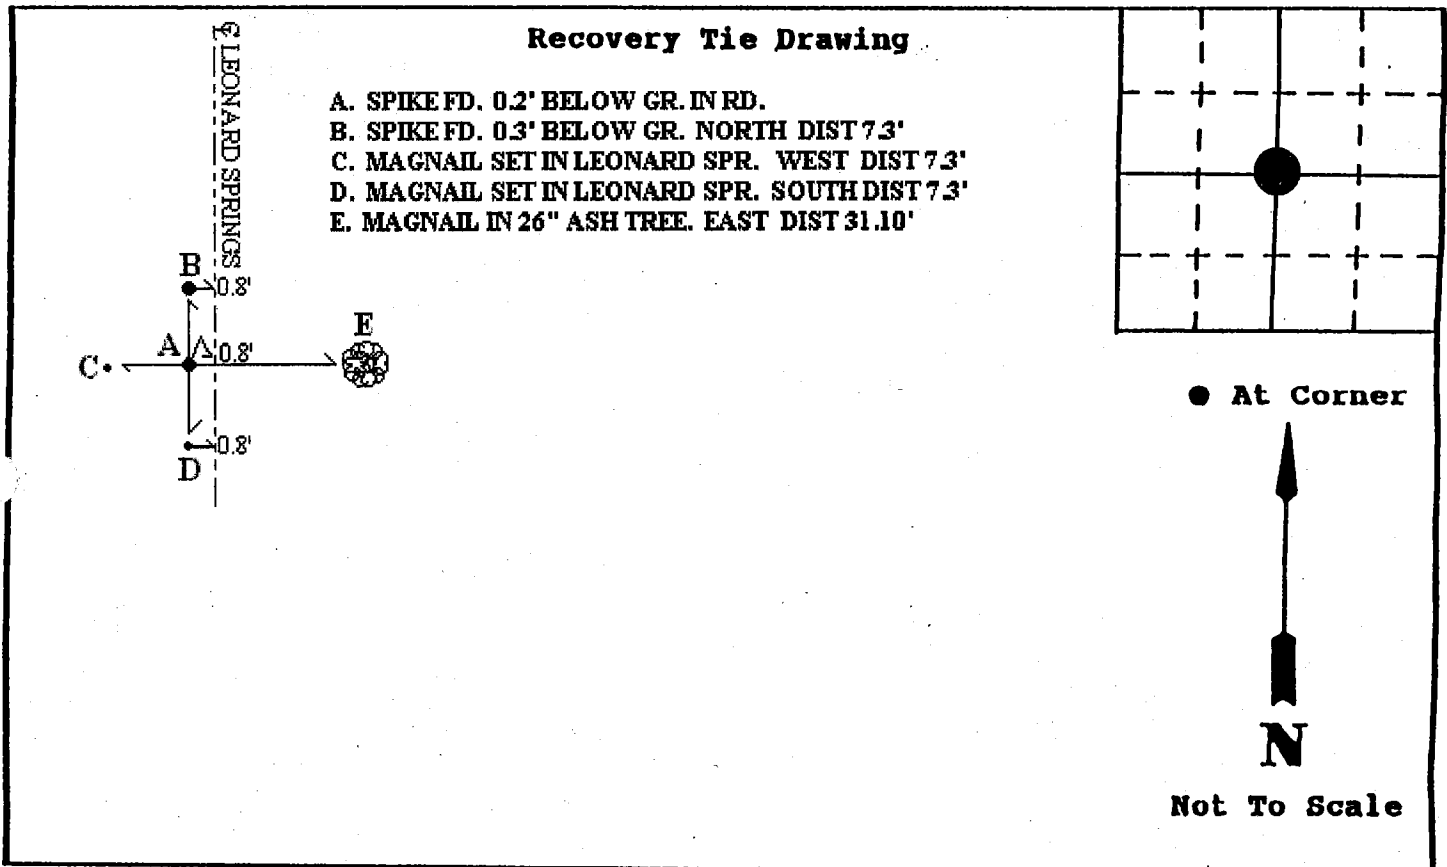 Recovery Tie Drawing
℄ LEONARD SPRINGS
A. SPIKE FD. 0.2' BELOW GR. IN RD.
B. SPIKE FD. 0.3' BELOW GR. NORTH DIST 7.3'
C. MAGNAIL SET IN LEONARD SPR. WEST DIST 7.3'
D. MAGNAIL SET IN LEONARD SPR. SOUTH DIST 7.3'
E. MAGNAIL IN 26" ASH TREE. EAST DIST 31.10'
B
0.8'
E
A
0.8'
C
0.8'
D
At Corner
N
Not To Scale